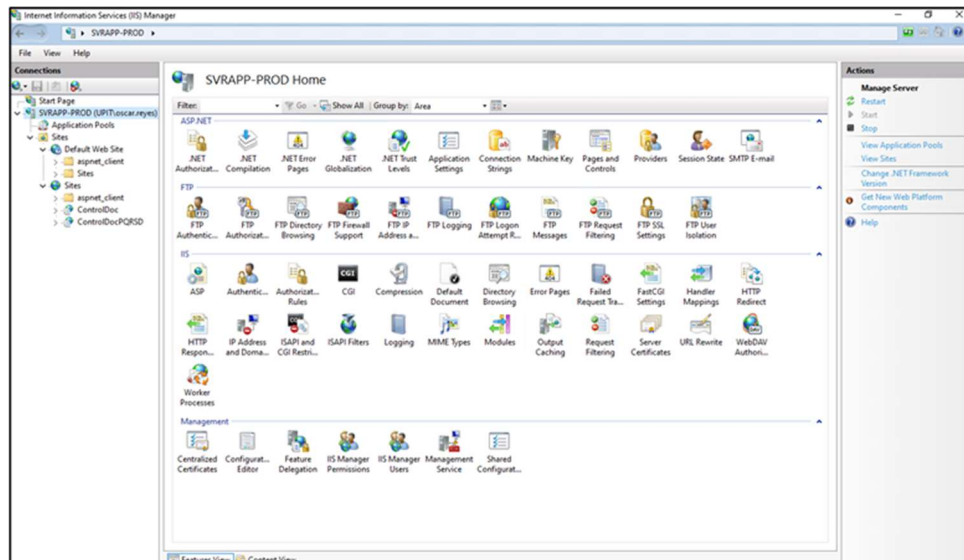 Internet Information Services (IIS) Manager
SVRAPP-PROD
File View Help
Connections
Start Page
SVRAPP-PROD (UPIT\oscar.reyes)
Application Pools
Sites
Default Web Site
aspnet_client
Sites
Sites
aspnet_client
ControlDoc
ControlDocPQRSD
SVRAPP-PROD Home
Filter: Go Show All Group by: Area
ASP.NET
.NET Authorizat... .NET Compilation .NET Error Pages .NET Globalization .NET Trust Levels Application Settings Connection Strings Machine Key Pages and Controls Providers Session State SMTP E-mail
FTP
FTP Authentic... FTP Authorizat... FTP Directory Browsing FTP Firewall Support FTP IP Address a... FTP Logging FTP Logon Attempt R... FTP Messages FTP Request Filtering FTP SSL Settings FTP User Isolation
IIS
ASP Authentic... Authorizat... Rules CGI Compression Default Document Directory Browsing Error Pages Failed Request Tra... FastCGI Settings Handler Mappings HTTP Redirect
HTTP Respon... IP Address and Doma... ISAPI and CGI Restri... ISAPI Filters Logging MIME Types Modules Output Caching Request Filtering Server Certificates URL Rewrite WebDAV Authori...
Worker Processes
Management
Centralized Certificates Configurat... Editor Feature Delegation IIS Manager Permissions IIS Manager Users Management Service Shared Configurat...
Features View Content View
Actions
Manage Server
Restart
Start
Stop
View Application Pools
View Sites
Change .NET Framework
Version
Get New Web Platform
Components
Help